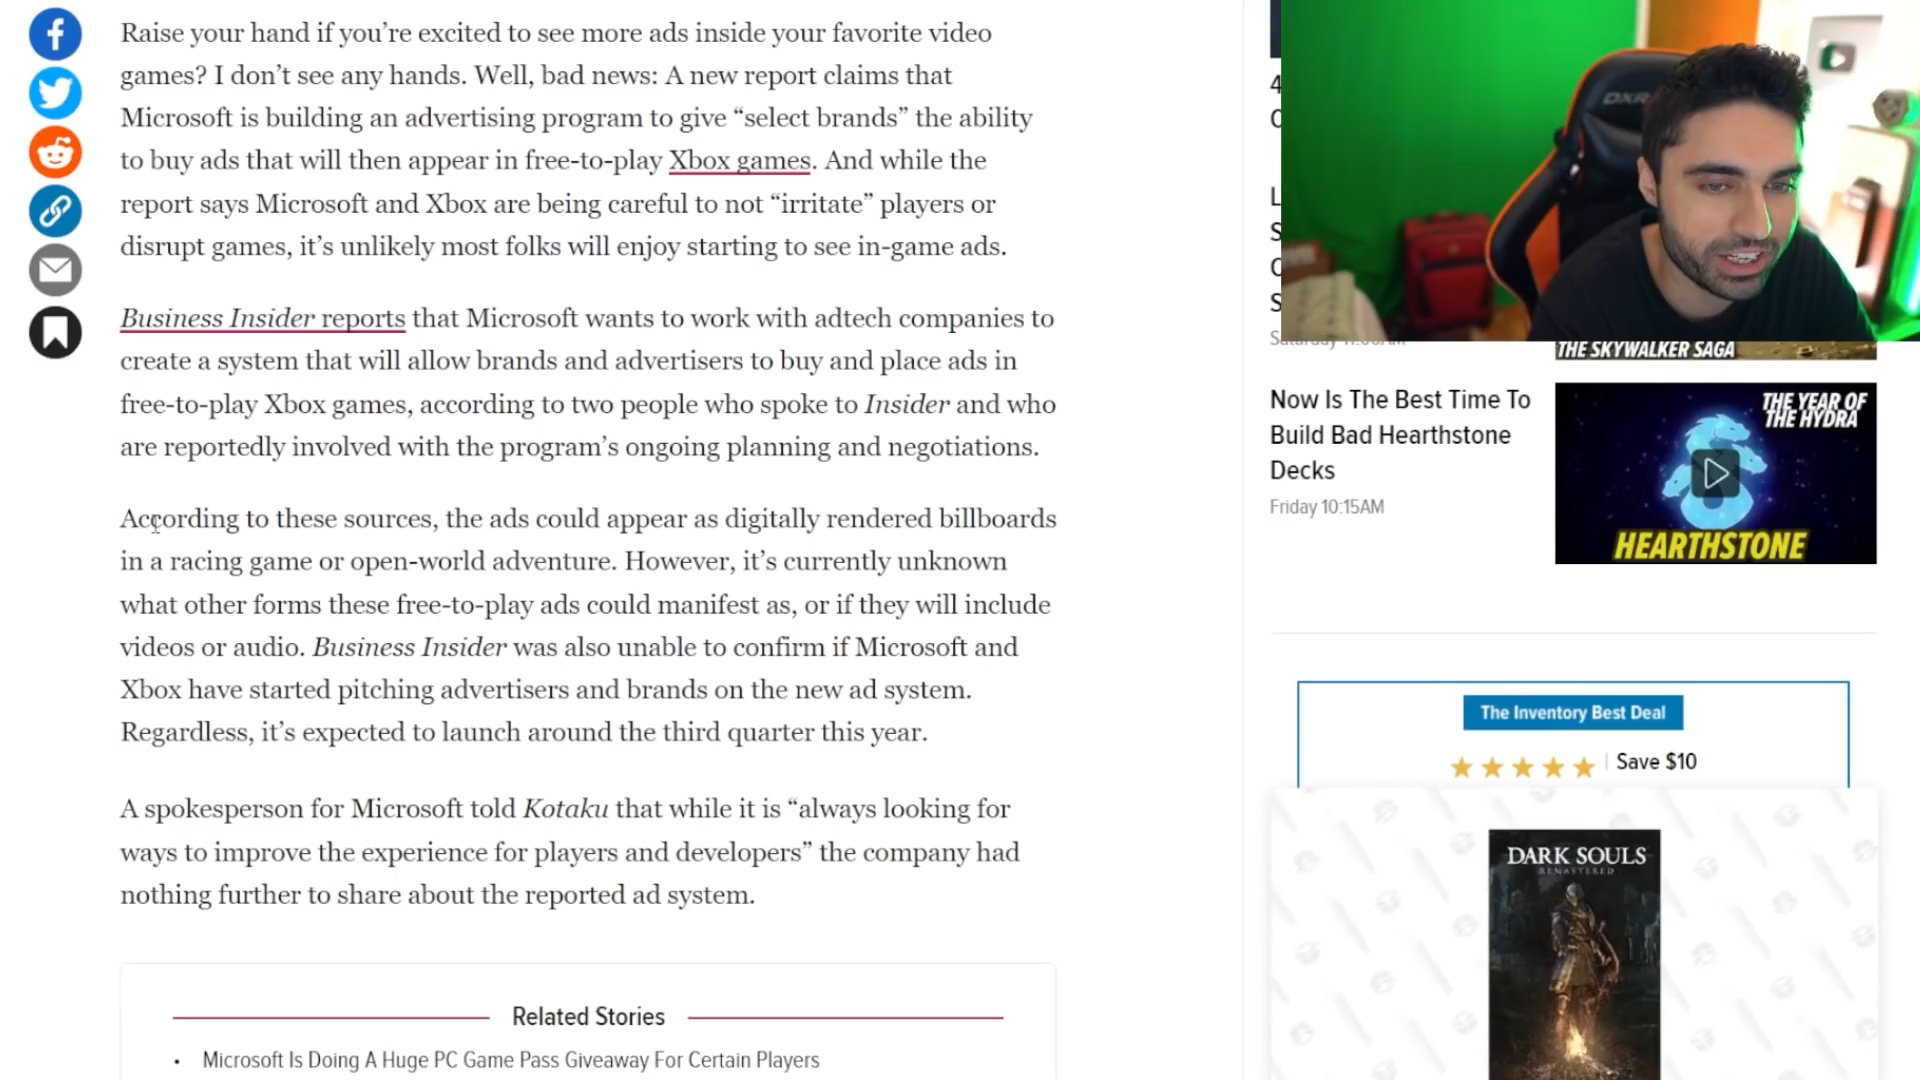 Raise your hand if you’re excited to see more ads inside your favorite video
games? I don’t see any hands. Well, bad news: A new report claims that
Microsoft is building an advertising program to give “select brands” the ability
to buy ads that will then appear in free-to-play Xbox games. And while the
report says Microsoft and Xbox are being careful to not “irritate” players or
disrupt games, it’s unlikely most folks will enjoy starting to see in-game ads.
Business Insider reports that Microsoft wants to work with adtech companies to
create a system that will allow brands and advertisers to buy and place ads in
free-to-play Xbox games, according to two people who spoke to Insider and who
are reportedly involved with the program’s ongoing planning and negotiations.
According to these sources, the ads could appear as digitally rendered billboards
in a racing game or open-world adventure. However, it’s currently unknown
what other forms these free-to-play ads could manifest as, or if they will include
videos or audio. Business Insider was also unable to confirm if Microsoft and
Xbox have started pitching advertisers and brands on the new ad system.
Regardless, it’s expected to launch around the third quarter this year.
A spokesperson for Microsoft told Kotaku that while it is “always looking for
ways to improve the experience for players and developers” the company had
nothing further to share about the reported ad system.
Related Stories
• Microsoft Is Doing A Huge PC Game Pass Giveaway For Certain Players
4
C
L
S
C
S
DXR
THE SKYWALKER SAGA
Now Is The Best Time To
Build Bad Hearthstone
Decks
Friday 10:15AM
THE YEAR OF
THE HYDRA
HEARTHSTONE
The Inventory Best Deal
Save $10
DARK SOULS
REMASTERED